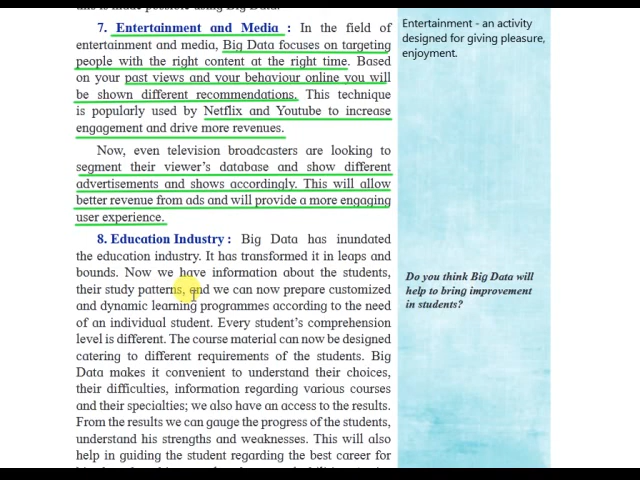 this is made possible using Big Data.
7. Entertainment and Media : In the field of
entertainment and media, Big Data focuses on targeting
people with the right content at the right time. Based
on your past views and your behaviour online you will
be shown different recommendations. This technique
is popularly used by Netflix and Youtube to increase
engagement and drive more revenues.
Now, even television broadcasters are looking to
segment their viewer's database and show different
advertisements and shows accordingly. This will allow
better revenue from ads and will provide a more engaging
user experience.
8. Education Industry : Big Data has inundated
the education industry. It has transformed it in leaps and
bounds. Now we have information about the students,
their study patterns, and we can now prepare customized
and dynamic learning programmes according to the need
of an individual student. Every student's comprehension
level is different. The course material can now be designed
catering to different requirements of the students. Big
Data makes it convenient to understand their choices,
their difficulties, information regarding various courses
and their specialties; we also have an access to the results.
From the results we can gauge the progress of the students,
understand his strengths and weaknesses. This will also
help in guiding the student regarding the best career for
Entertainment - an activity
designed for giving pleasure,
enjoyment.
Do you think Big Data will
help to bring improvement
in students?